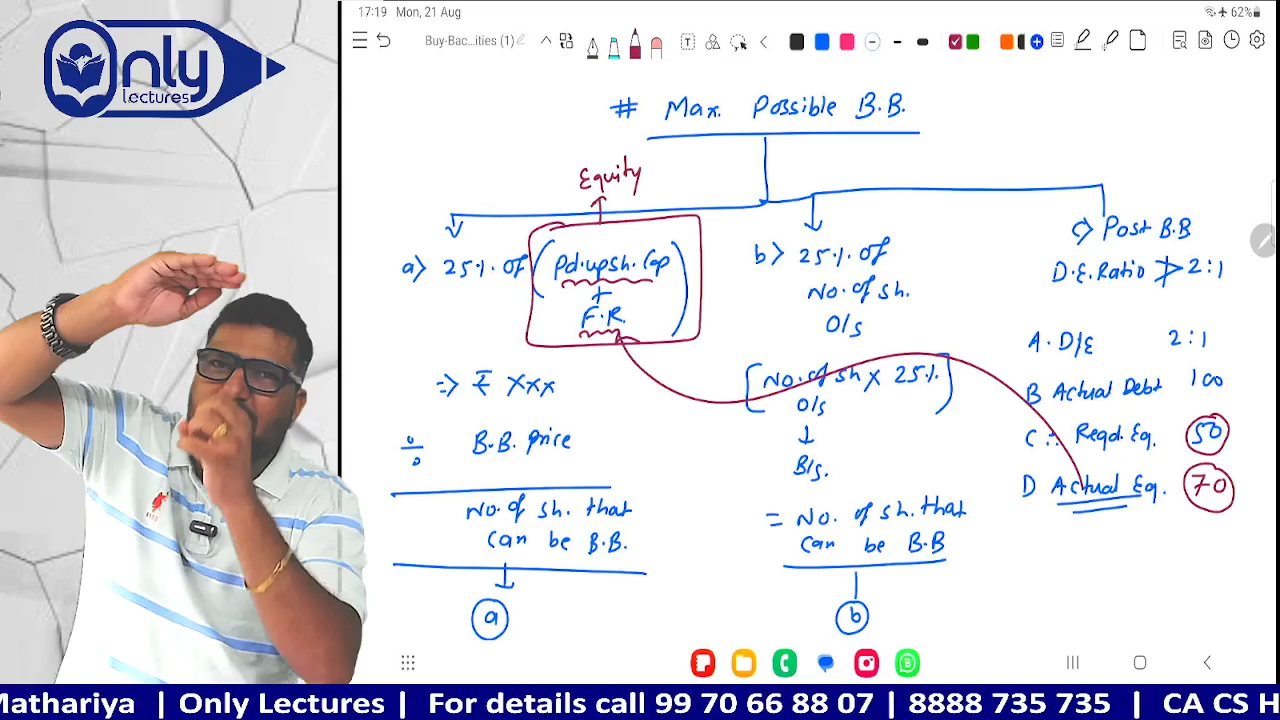 Only
lectures
17:19 Mon, 21 Aug
62%
Buy-Bac...ities (1)
# Max. Possible B.B.
Equity
a> 25% of (Pd.up sh. Cap
+
F.R.)
=> ₹ xxx
÷ B.B. Price
No. of sh. that
can be B.B.
a
b> 25% of
No. of sh.
O/s
[No. of sh x 25%]
O/s
B/s.
= No. of sh. that
can be B.B
b
c> Post B.B
D.E. Ratio ≯ 2:1
A. D/E 2:1
B Actual Debt 100
C ∴ Reqd. Eq. 50
D Actual Eq. 70
Mathariya | Only Lectures | For details call 99 70 66 88 07 | 8888 735 735 | CA CS H